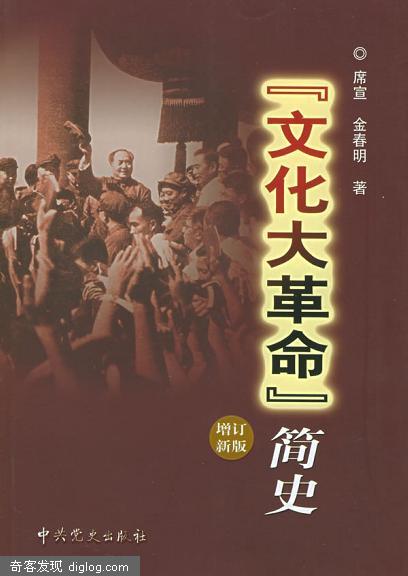 ◎席宣 金春明 著
『文化大革命』简史
增订
新版
中共党史出版社
奇客发现 diglog.com